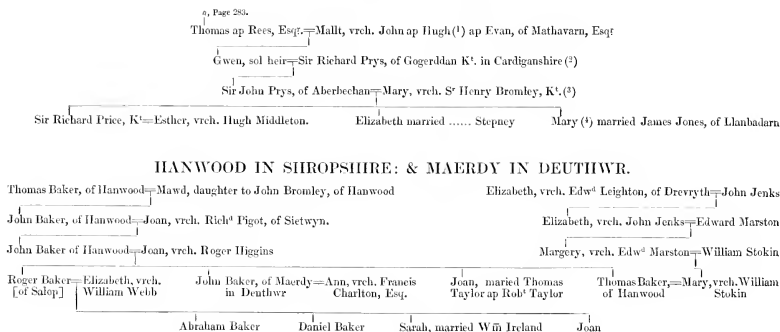 a, Page 283.
Thomas ap Rees, Esqr.=Mallt, vrch. John ap Hugh(1) ap Evan, of Mathavarn, Esqr
Gwen, sol heir=Sir Richard Prys, of Gogerddan Kt. in Cardiganshire (2)
Sir John Prys, of Aberbechan=Mary, vrch. Sr Henry Bromley, Kt.(3)
Sir Richard Price, Kt=Esther, vrch. Hugh Middleton. Elizabeth married ...... Stepney Mary (4) married James Jones, of Llanbadarn
HANWOOD IN SHROPSHIRE: & MAERDY IN DEUTHWR.
Thomas Baker, of Hanwood=Mawd, daughter to John Bromley, of Hanwood Elizabeth, vrch. Edwd Leighton, of Drevryth=John Jenks
John Baker, of Hanwood=Joan, vrch. Richd Pigot, of Sietwyn. Elizabeth, vrch. John Jenks=Edward Marston
John Baker of Hanwood=Joan, vrch. Roger Higgins Margery, vrch. Edwd Marston=William Stokin
Roger Baker=Elizabeth, vrch. John Baker, of Maerdy=Ann, vrch. Francis Joan, maried Thomas Thomas Baker,=Mary, vrch. William
[of Salop] William Webb in Deuthwr Charlton, Esq. Taylor ap Robt Taylor of Hanwood Stokin
Abraham Baker Daniel Baker Sarah, married Wm̃ Ireland Joan